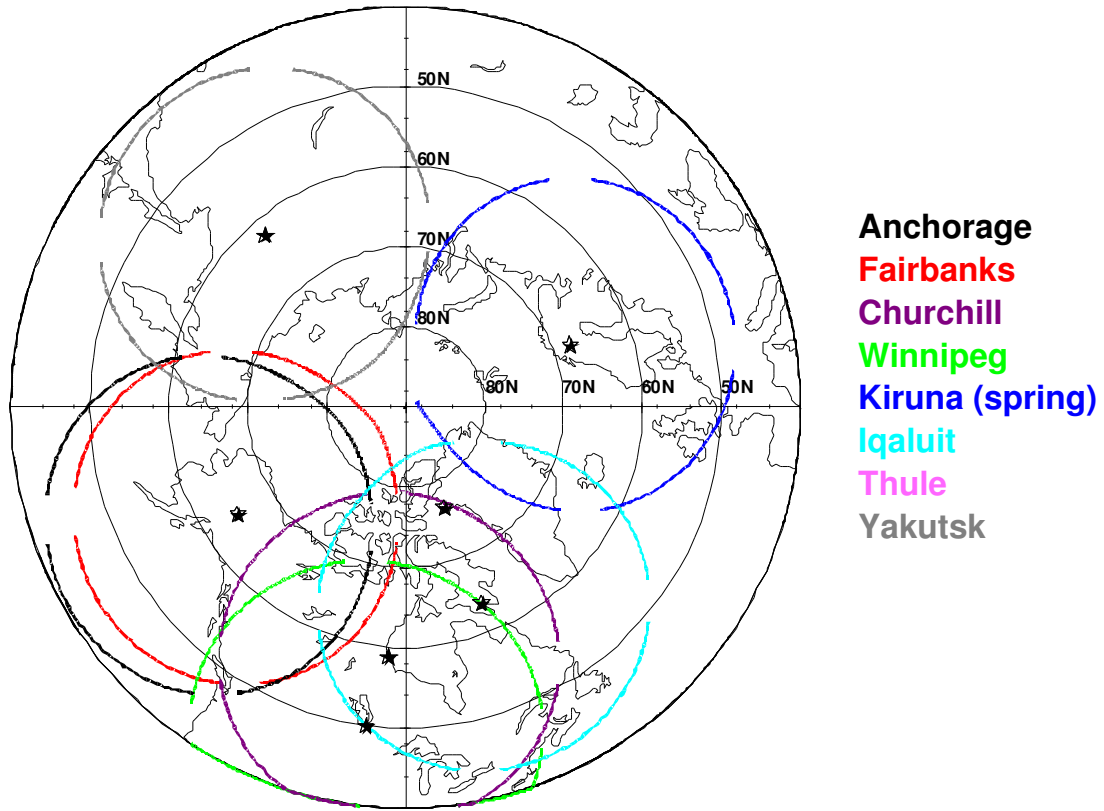 50N
60N
70N
80N
80N 70N 60N 50N
Anchorage
Fairbanks
Churchill
Winnipeg
Kiruna (spring)
Iqaluit
Thule
Yakutsk